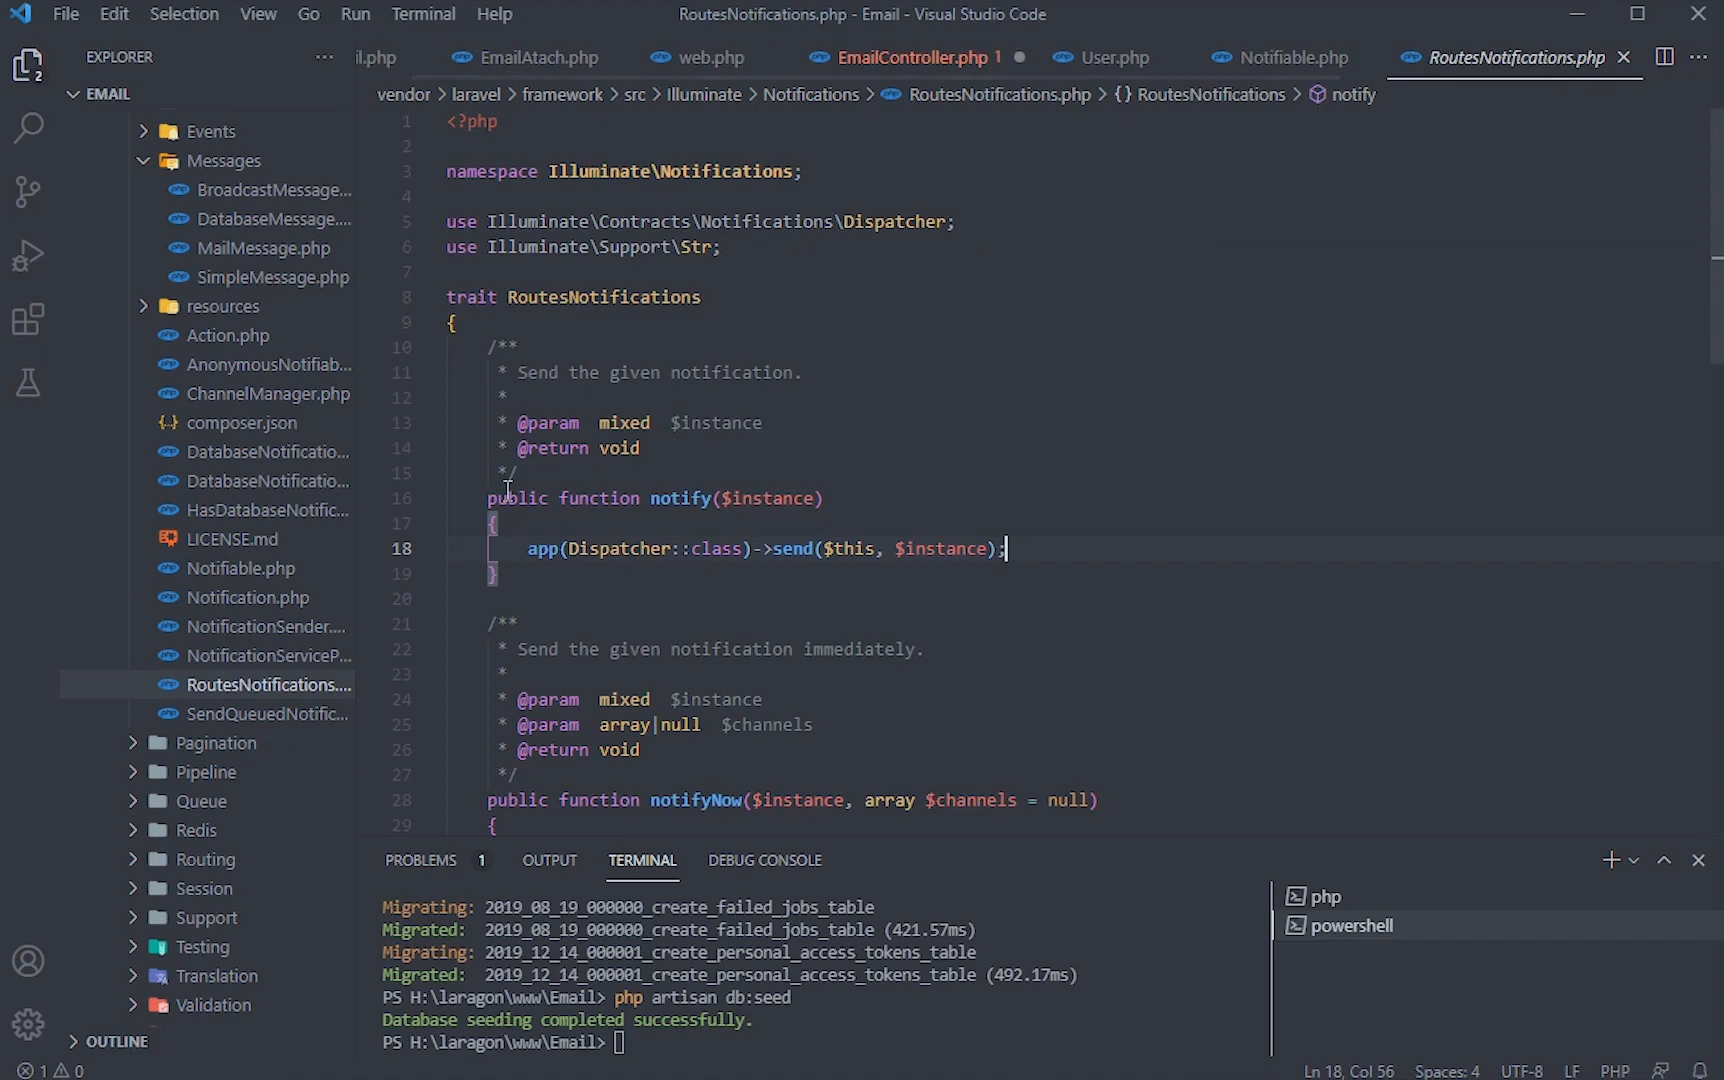 File Edit Selection View Go Run Terminal Help
RoutesNotifications.php - Email - Visual Studio Code
EXPLORER
il.php EmailAtach.php web.php EmailController.php 1 User.php Notifiable.php RoutesNotifications.php
EMAIL
vendor > laravel > framework > src > Illuminate > Notifications > RoutesNotifications.php > {} RoutesNotifications > notify
Events
Messages
BroadcastMessage...
DatabaseMessage....
MailMessage.php
SimpleMessage.php
resources
Action.php
AnonymousNotifiab...
ChannelManager.php
composer.json
DatabaseNotificatio...
DatabaseNotificatio...
HasDatabaseNotific...
LICENSE.md
Notifiable.php
Notification.php
NotificationSender....
NotificationServiceP...
RoutesNotifications....
SendQueuedNotific...
Pagination
Pipeline
Queue
Redis
Routing
Session
Support
Testing
Translation
Validation
OUTLINE
1 <?php
2
3 namespace Illuminate\Notifications;
4
5 use Illuminate\Contracts\Notifications\Dispatcher;
6 use Illuminate\Support\Str;
7
8 trait RoutesNotifications
9 {
10 /**
11 * Send the given notification.
12 *
13 * @param  mixed  $instance
14 * @return void
15 */
16 public function notify($instance)
17 {
18 app(Dispatcher::class)->send($this, $instance);
19 }
20
21 /**
22 * Send the given notification immediately.
23 *
24 * @param  mixed  $instance
25 * @param  array|null  $channels
26 * @return void
27 */
28 public function notifyNow($instance, array $channels = null)
29 {
PROBLEMS 1 OUTPUT TERMINAL DEBUG CONSOLE
Migrating: 2019_08_19_000000_create_failed_jobs_table
Migrated:  2019_08_19_000000_create_failed_jobs_table (421.57ms)
Migrating: 2019_12_14_000001_create_personal_access_tokens_table
Migrated:  2019_12_14_000001_create_personal_access_tokens_table (492.17ms)
PS H:\laragon\www\Email> php artisan db:seed
Database seeding completed successfully.
PS H:\laragon\www\Email>
php
powershell
1 0
Ln 18, Col 56 Spaces: 4 UTF-8 LF PHP
2